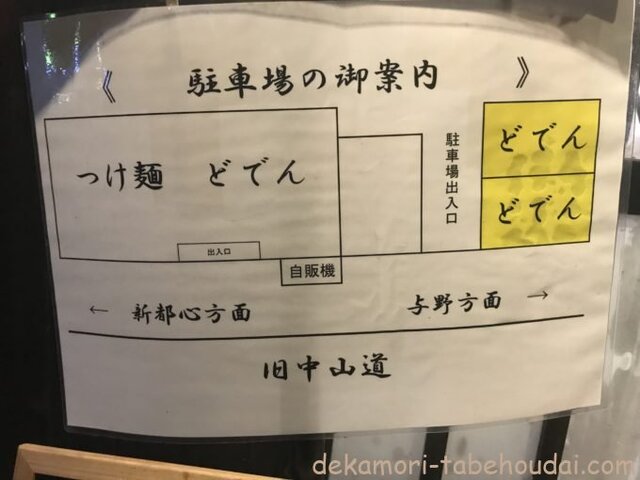 《 駐車場の御案内 》
つけ麺 どでん
出入口
自販機
駐車場出入口
どでん
どでん
← 新都心方面
与野方面 →
旧中山道
dekamori-tabehoudai.com